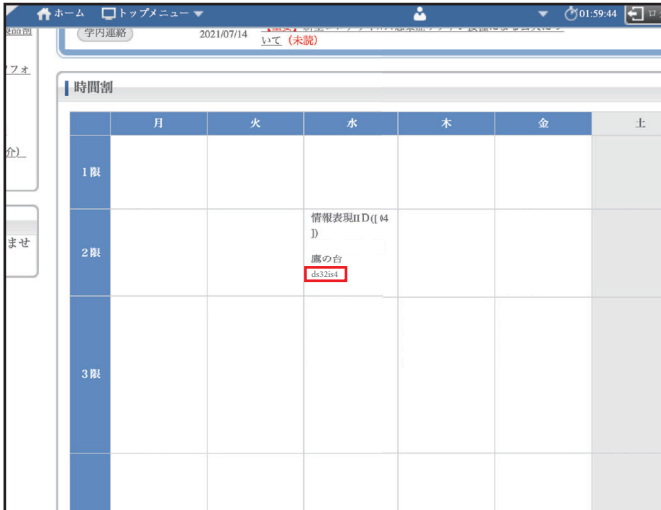 ホーム トップメニュー 01:59:44
学内連絡 2021/07/14
いて（未読）
フォ
介）
ませ
時間割
月 火 水 木 金 土
1限
2限
情報表現II D([ 04
])
鷹の台
ds32is4
3限